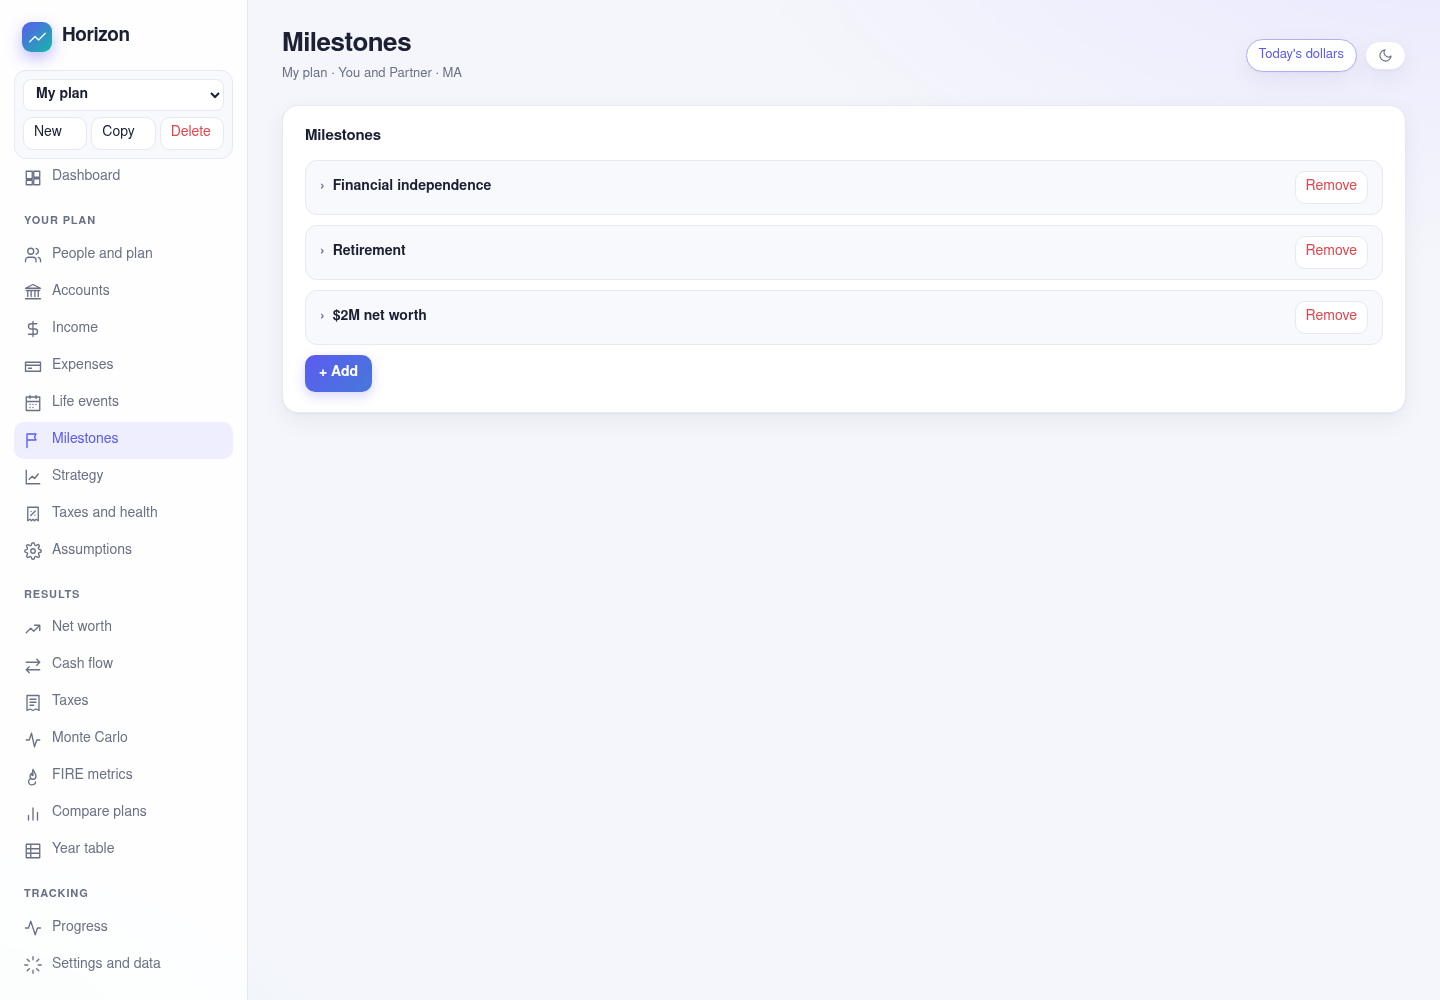 Horizon
My plan
New
Copy
Delete
Dashboard
YOUR PLAN
People and plan
Accounts
Income
Expenses
Life events
Milestones
Strategy
Taxes and health
Assumptions
RESULTS
Net worth
Cash flow
Taxes
Monte Carlo
FIRE metrics
Compare plans
Year table
TRACKING
Progress
Settings and data
Milestones
My plan · You and Partner · MA
Today's dollars
Milestones
› Financial independence
Remove
› Retirement
Remove
› $2M net worth
Remove
+ Add